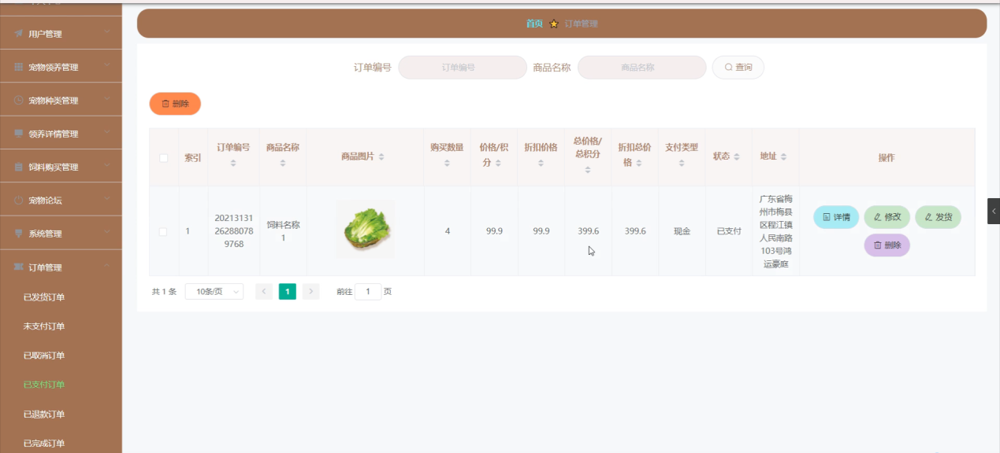 用户管理
宠物领养管理
宠物种类管理
领养详情管理
饲料购买管理
宠物论坛
系统管理
订单管理
已发货订单
未支付订单
已取消订单
已支付订单
已退款订单
已完成订单
首页 订单管理
订单编号 订单编号 商品名称 商品名称 查询
删除
索引 订单编号 商品名称 商品图片 购买数量 价格/积分 折扣价格 总价格/总积分 折扣总价格 支付类型 状态 地址 操作
1
20213131
26288078
9768
饲料名称
1
4
99.9
99.9
399.6
399.6
现金
已支付
广东省梅
州市梅县
区程江镇
人民南路
103号鸿
运豪庭
详情 修改 发货
删除
共 1 条 10条/页 1 前往 1 页